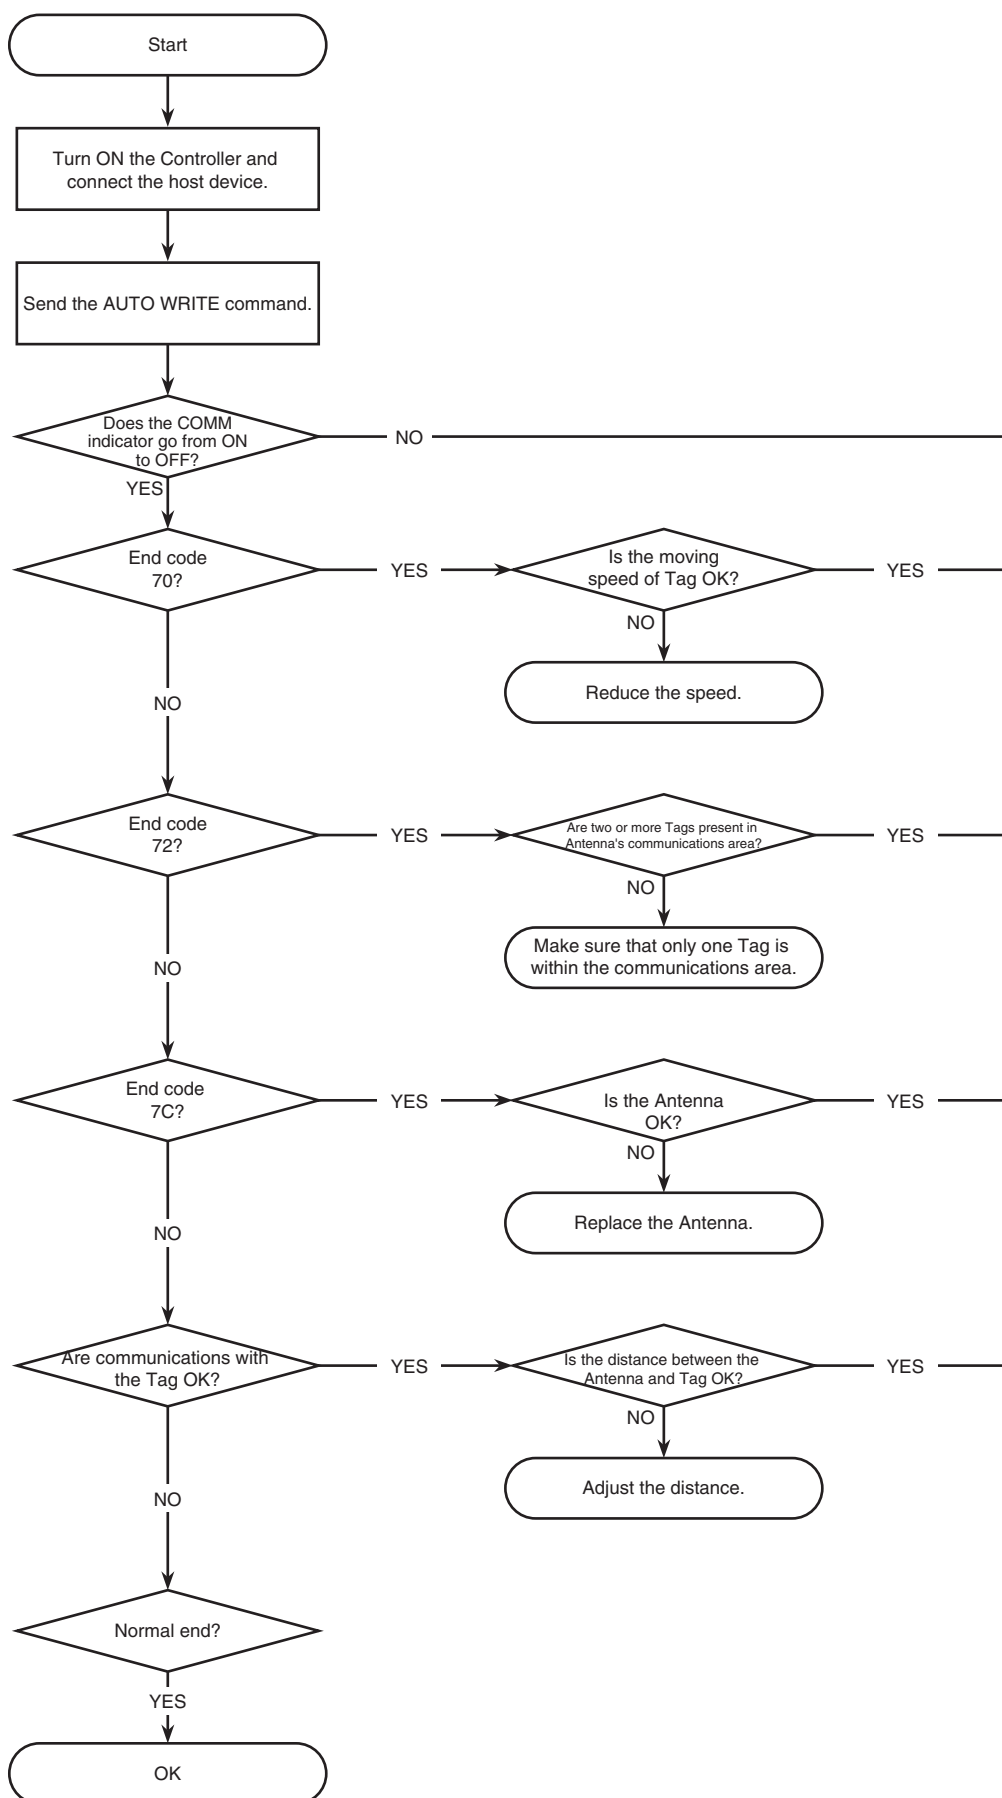 Start
Turn ON the Controller and
connect the host device.
Send the AUTO WRITE command.
Does the COMM
indicator go from ON
to OFF?
NO
YES
End code
70?
YES
Is the moving
speed of Tag OK?
YES
NO
Reduce the speed.
NO
End code
72?
YES
Are two or more Tags present in
Antenna's communications area?
YES
NO
Make sure that only one Tag is
within the communications area.
NO
End code
7C?
YES
Is the Antenna
OK?
YES
NO
Replace the Antenna.
NO
Are communications with
the Tag OK?
YES
Is the distance between the
Antenna and Tag OK?
YES
NO
Adjust the distance.
NO
Normal end?
YES
OK